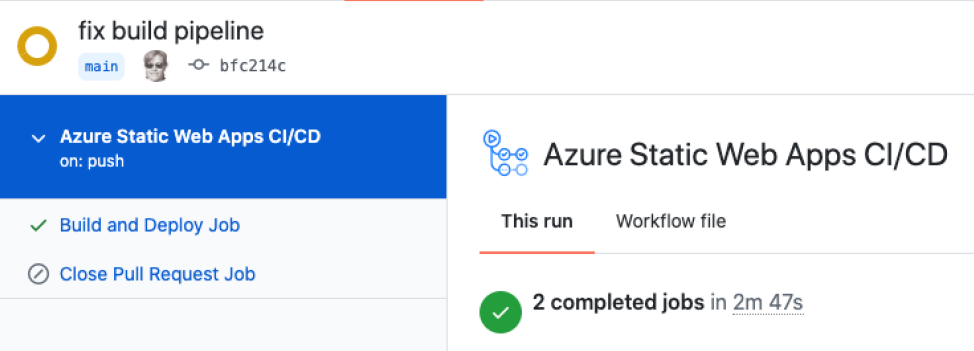 fix build pipeline
main
bfc214c
Azure Static Web Apps CI/CD
on: push
Build and Deploy Job
Close Pull Request Job
Azure Static Web Apps CI/CD
This run
Workflow file
2 completed jobs in 2m 47s